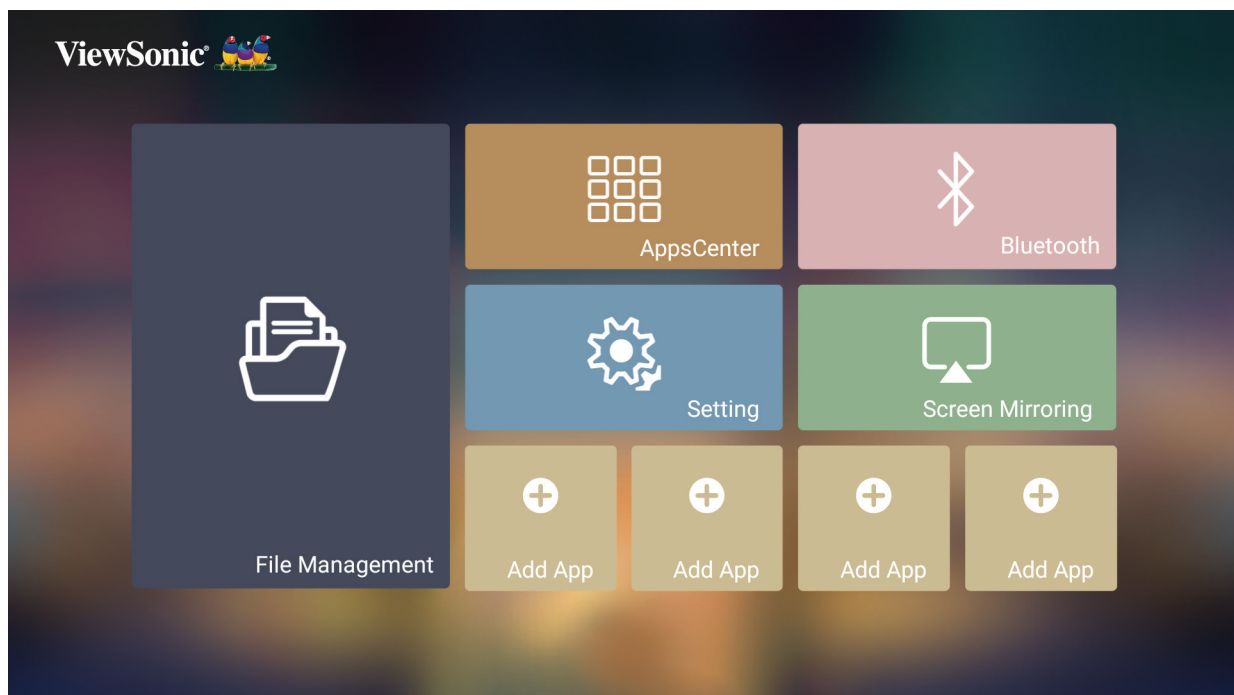 ViewSonic®
AppsCenter
Bluetooth
Setting
Screen Mirroring
File Management
Add App
Add App
Add App
Add App